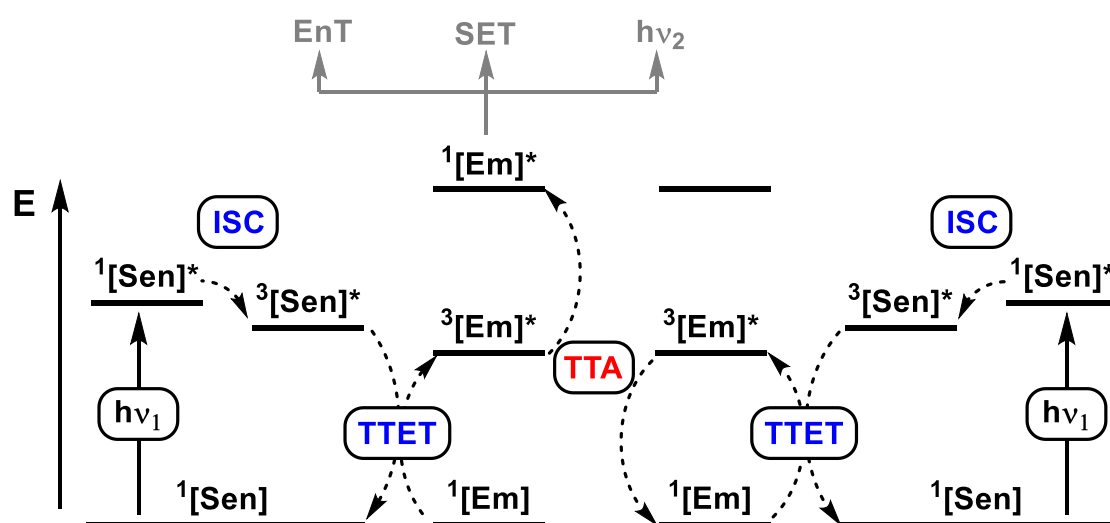 EnT SET hν₂
¹[Em]*
E
ISC ISC
¹[Sen]* ¹[Sen]*
³[Sen]* ³[Sen]*
³[Em]* ³[Em]*
TTA
hν₁ hν₁
TTET TTET
¹[Sen] ¹[Em] ¹[Em] ¹[Sen]